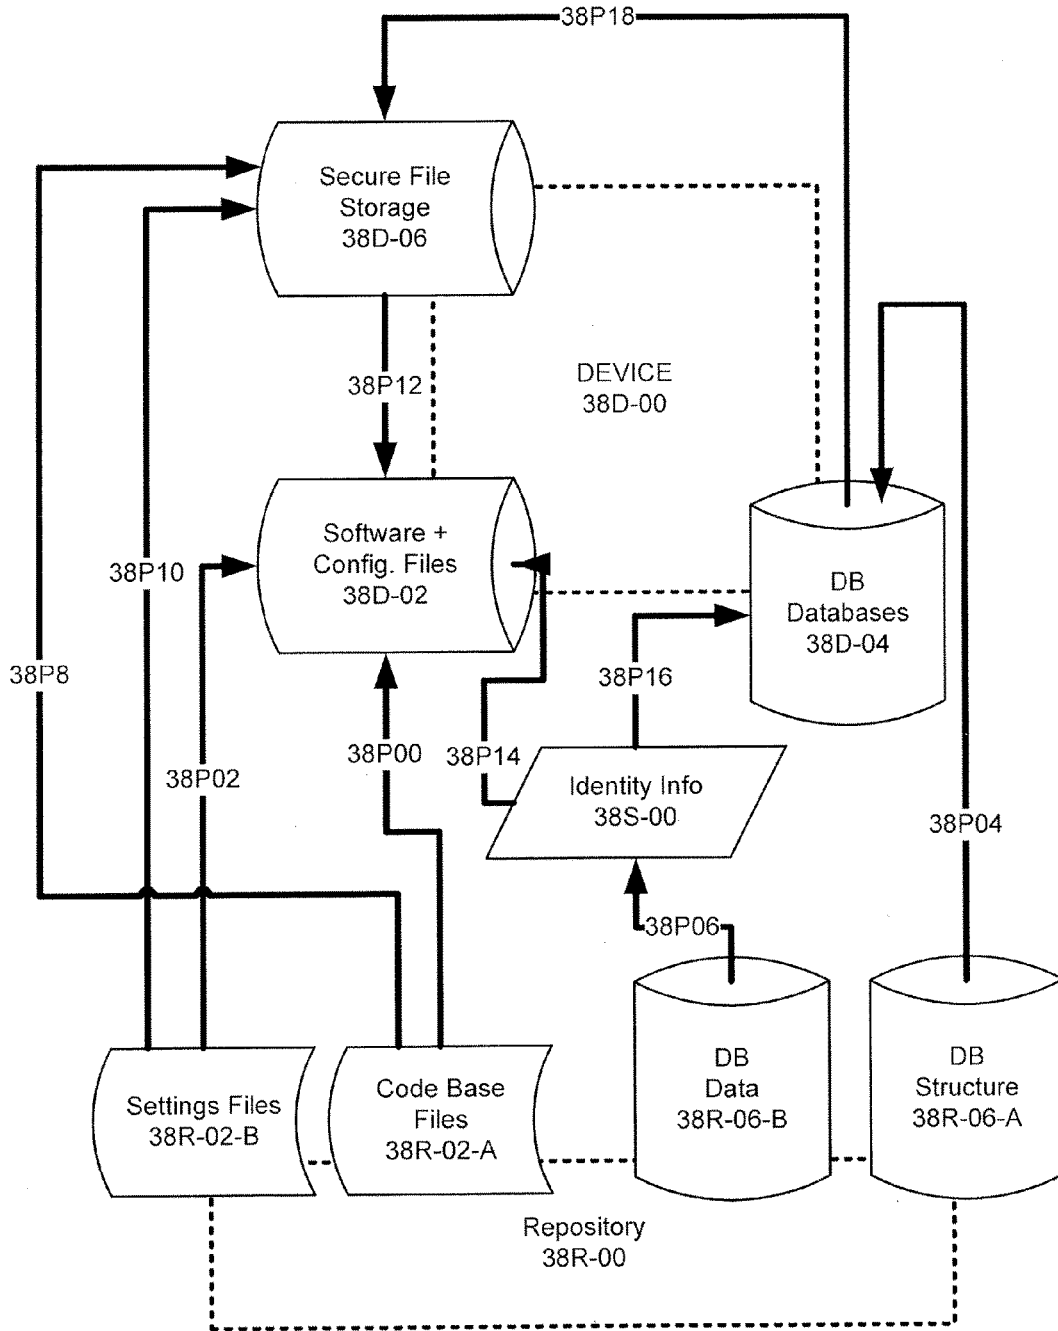 38P18
Secure File
Storage
38D-06
DEVICE
38D-00
38P12
Software +
Config. Files
38D-02
38P10
DB
Databases
38D-04
38P8
38P16
38P02
38P00
38P14
Identity Info
38S-00
38P04
38P06
Settings Files
38R-02-B
Code Base
Files
38R-02-A
DB
Data
38R-06-B
DB
Structure
38R-06-A
Repository
38R-00